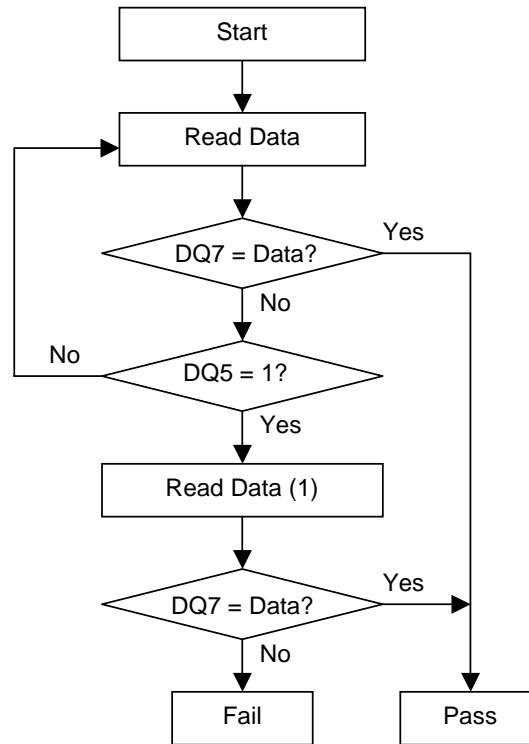 Start
Read Data
DQ7 = Data?
Yes
No
DQ5 = 1?
No
Yes
Read Data (1)
DQ7 = Data?
Yes
No
Fail
Pass